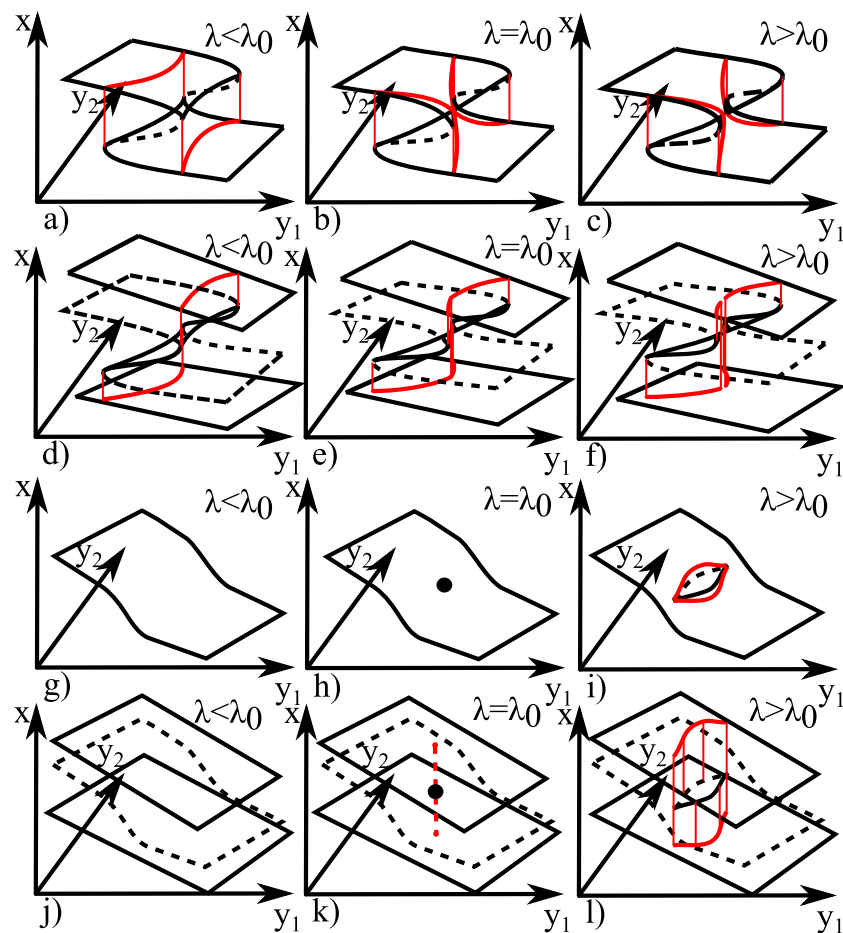 x λ<λ₀ x λ=λ₀ x λ>λ₀
y₂ y₂ y₂
a) y₁ b) y₁ c) y₁
x λ<λ₀ x λ=λ₀ x λ>λ₀
y₂ y₂ y₂
d) y₁ e) y₁ f) y₁
x λ<λ₀ x λ=λ₀ x λ>λ₀
y₂ y₂ y₂
g) y₁ h) y₁ i) y₁
x λ<λ₀ x λ=λ₀ x λ>λ₀
y₂ y₂ y₂
j) y₁ k) y₁ l) y₁